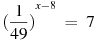 (1/49)^{x-8} = 7